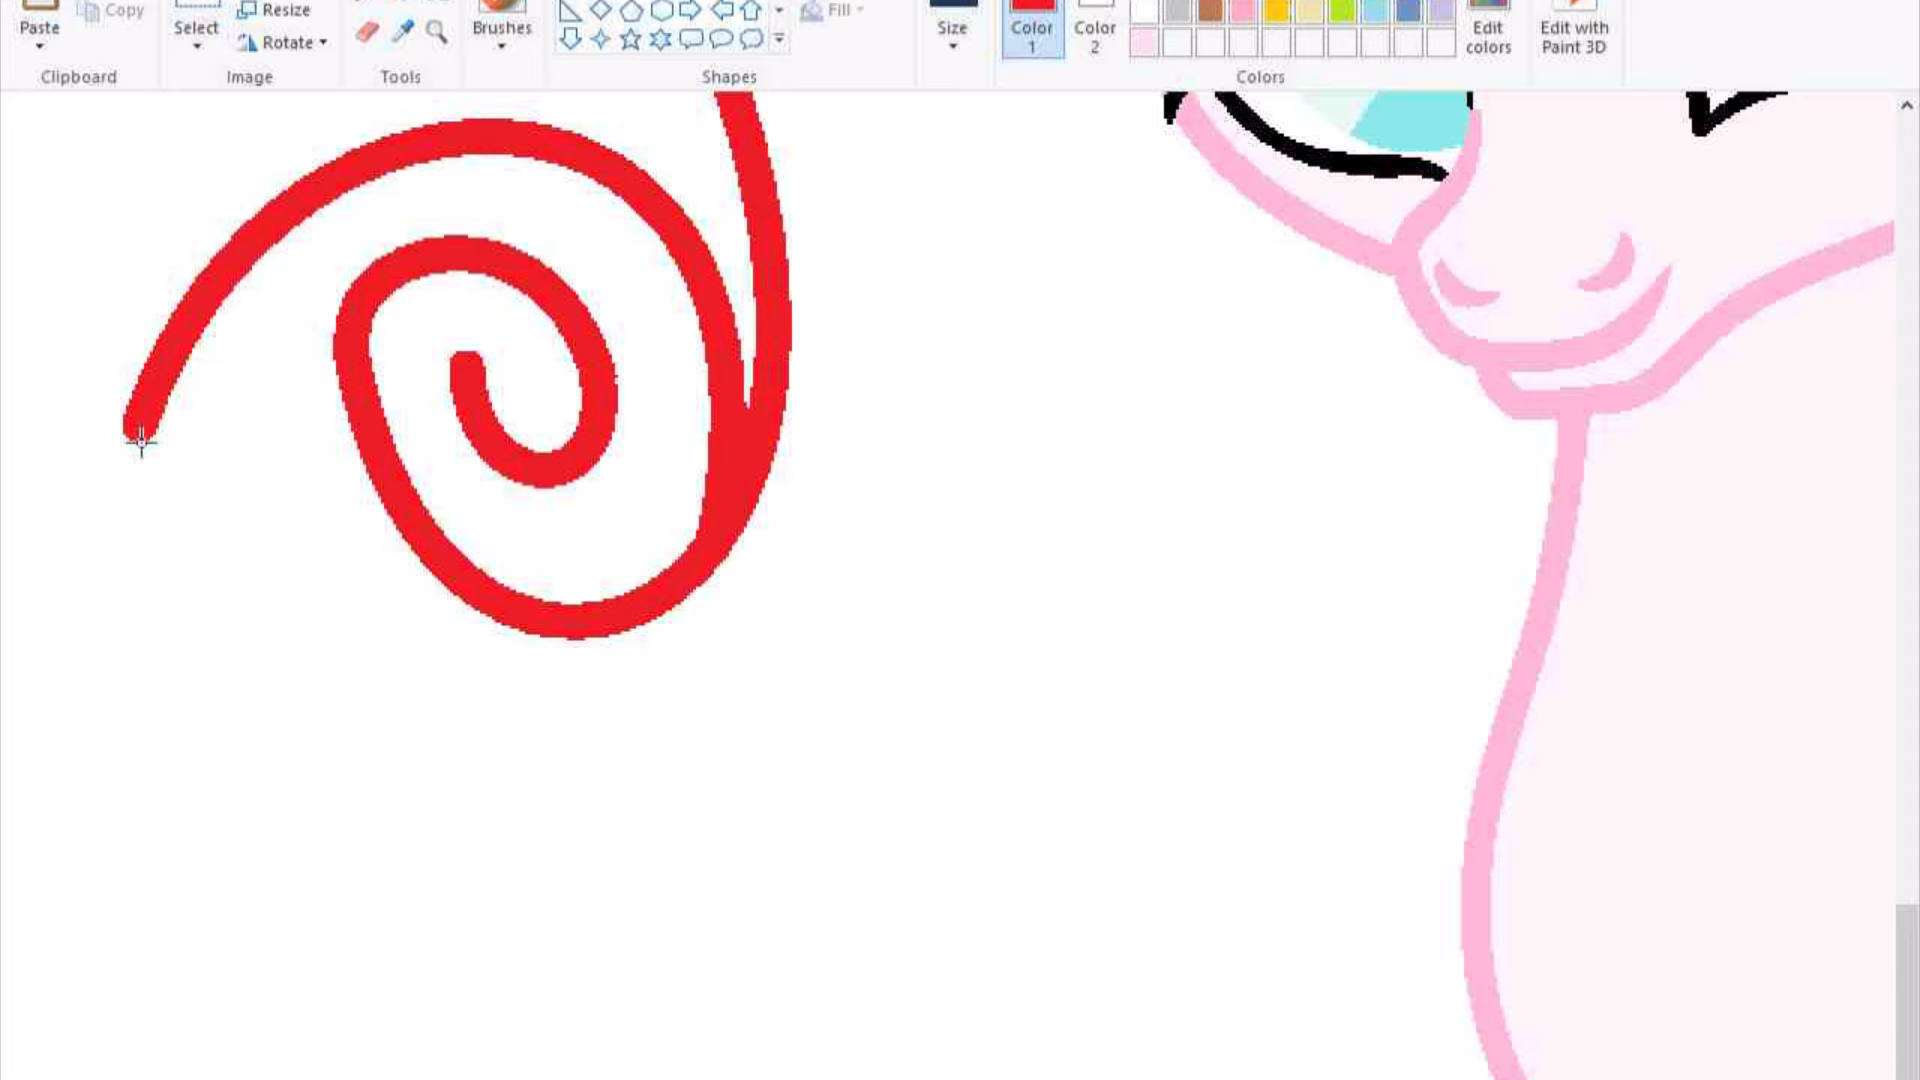 Paste
Copy
Select
Resize
Rotate
Brushes
Fill
Size
Color
1
Color
2
Edit
colors
Edit with
Paint 3D
Clipboard
Image
Tools
Shapes
Colors